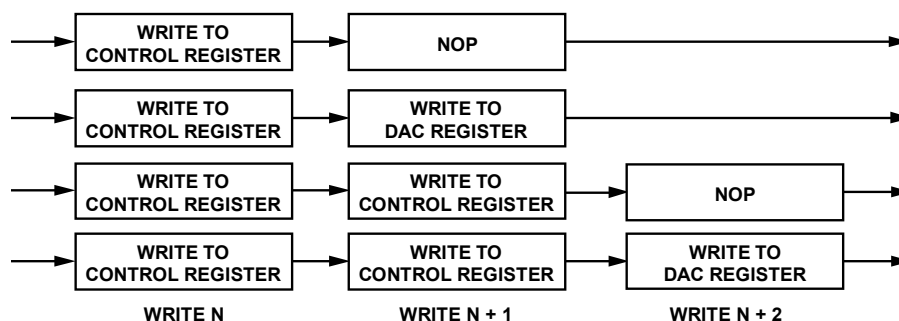 WRITE TO
CONTROL REGISTER
NOP
WRITE TO
CONTROL REGISTER
WRITE TO
DAC REGISTER
WRITE TO
CONTROL REGISTER
WRITE TO
CONTROL REGISTER
NOP
WRITE TO
CONTROL REGISTER
WRITE TO
CONTROL REGISTER
WRITE TO
DAC REGISTER
WRITE N
WRITE N + 1
WRITE N + 2